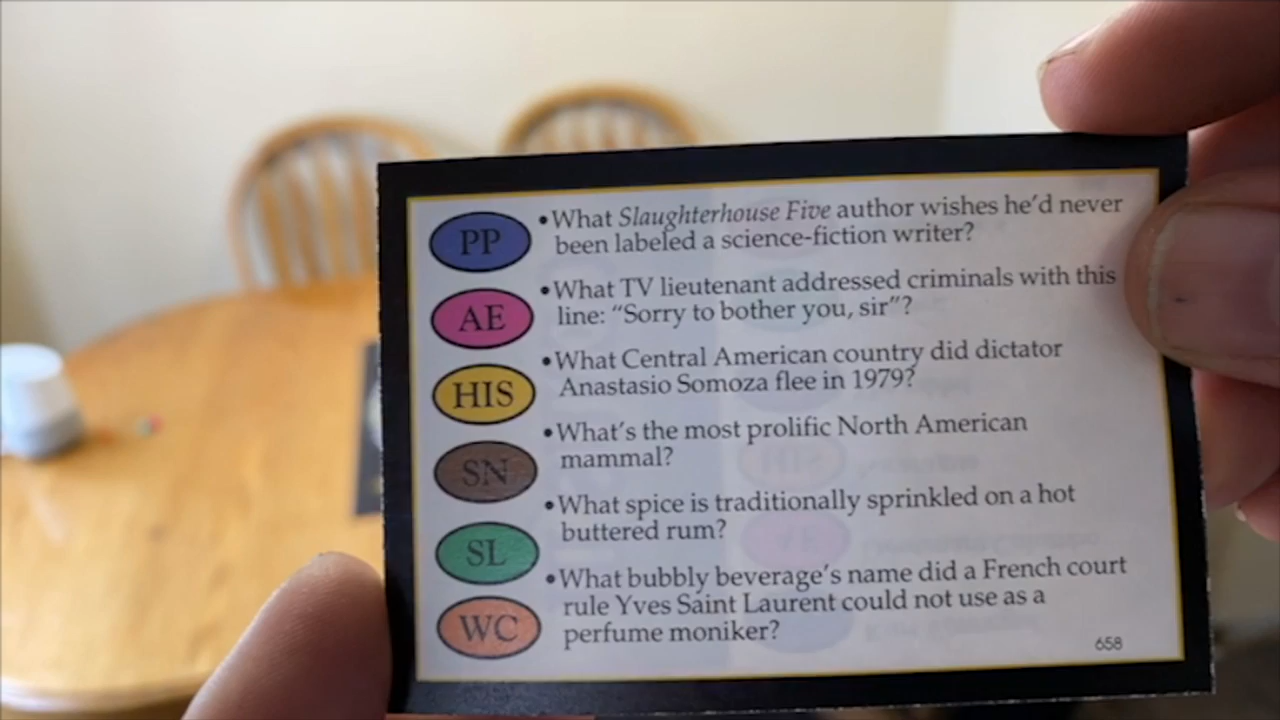 PP
•What Slaughterhouse Five author wishes he'd never
been labeled a science-fiction writer?
AE
•What TV lieutenant addressed criminals with this
line: "Sorry to bother you, sir"?
HIS
•What Central American country did dictator
Anastasio Somoza flee in 1979?
SN
•What's the most prolific North American
mammal?
SL
•What spice is traditionally sprinkled on a hot
buttered rum?
WC
•What bubbly beverage's name did a French court
rule Yves Saint Laurent could not use as a
perfume moniker?
658